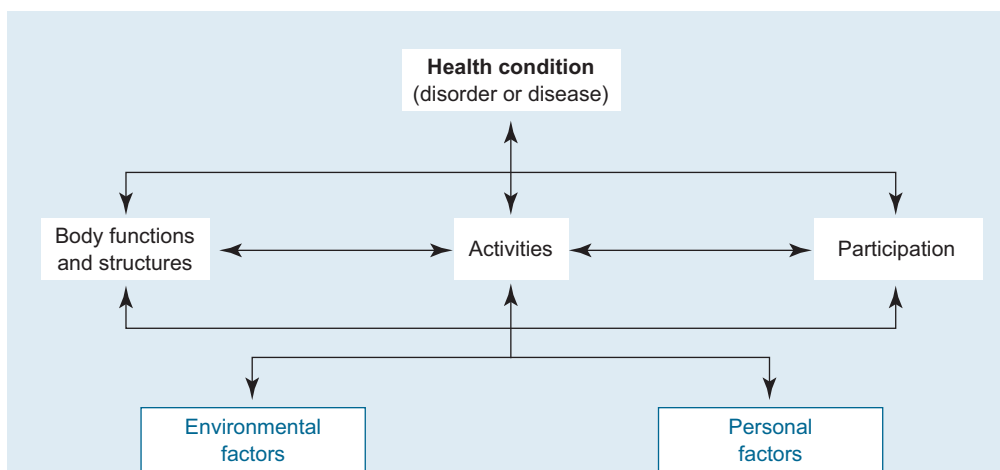 Health condition
(disorder or disease)
Body functions
and structures
Activities
Participation
Environmental
factors
Personal
factors